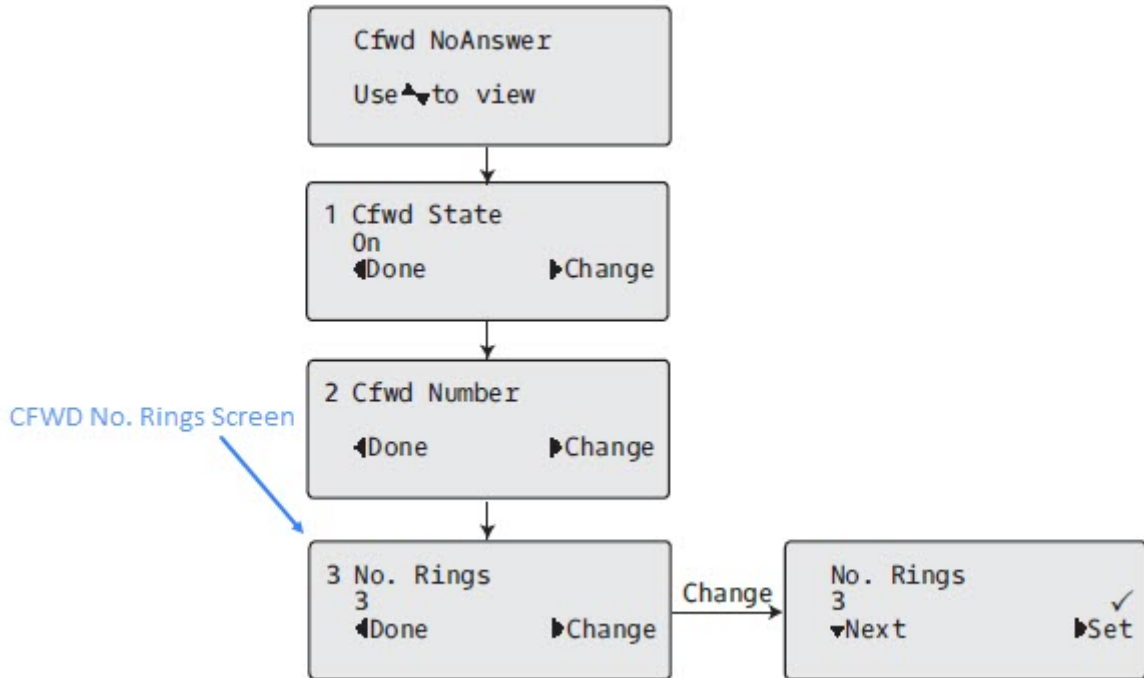 Cfwd NoAnswer
Use to view
1 Cfwd State
On
Done Change
2 Cfwd Number
Done Change
CFWD No. Rings Screen
3 No. Rings
3
Done Change
Change
No. Rings
3 ✓
Next Set